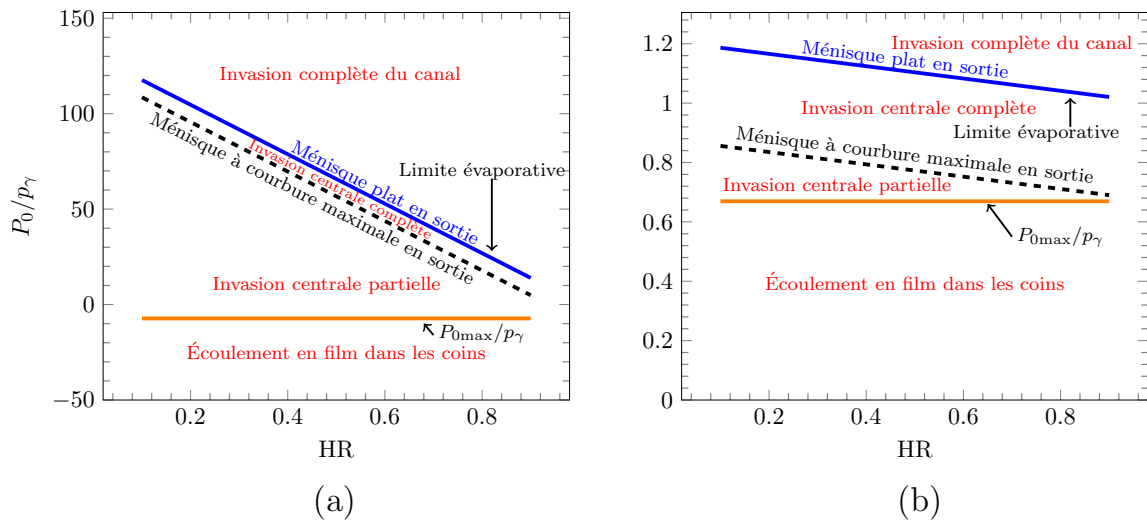 150
100
50
0
−50
P₀/pγ
Invasion complète du canal
Ménisque plat en sortie
Invasion centrale complète
Ménisque à courbure maximale en sortie
Limite évaporative
Invasion centrale partielle
P₀max/pγ
Écoulement en film dans les coins
0.2 0.4 0.6 0.8
HR
(a)
1.2
1
0.8
0.6
0.4
0.2
0
Invasion complète du canal
Ménisque plat en sortie
Invasion centrale complète
Limite évaporative
Ménisque à courbure maximale en sortie
Invasion centrale partielle
P₀max/pγ
Écoulement en film dans les coins
0.2 0.4 0.6 0.8
HR
(b)